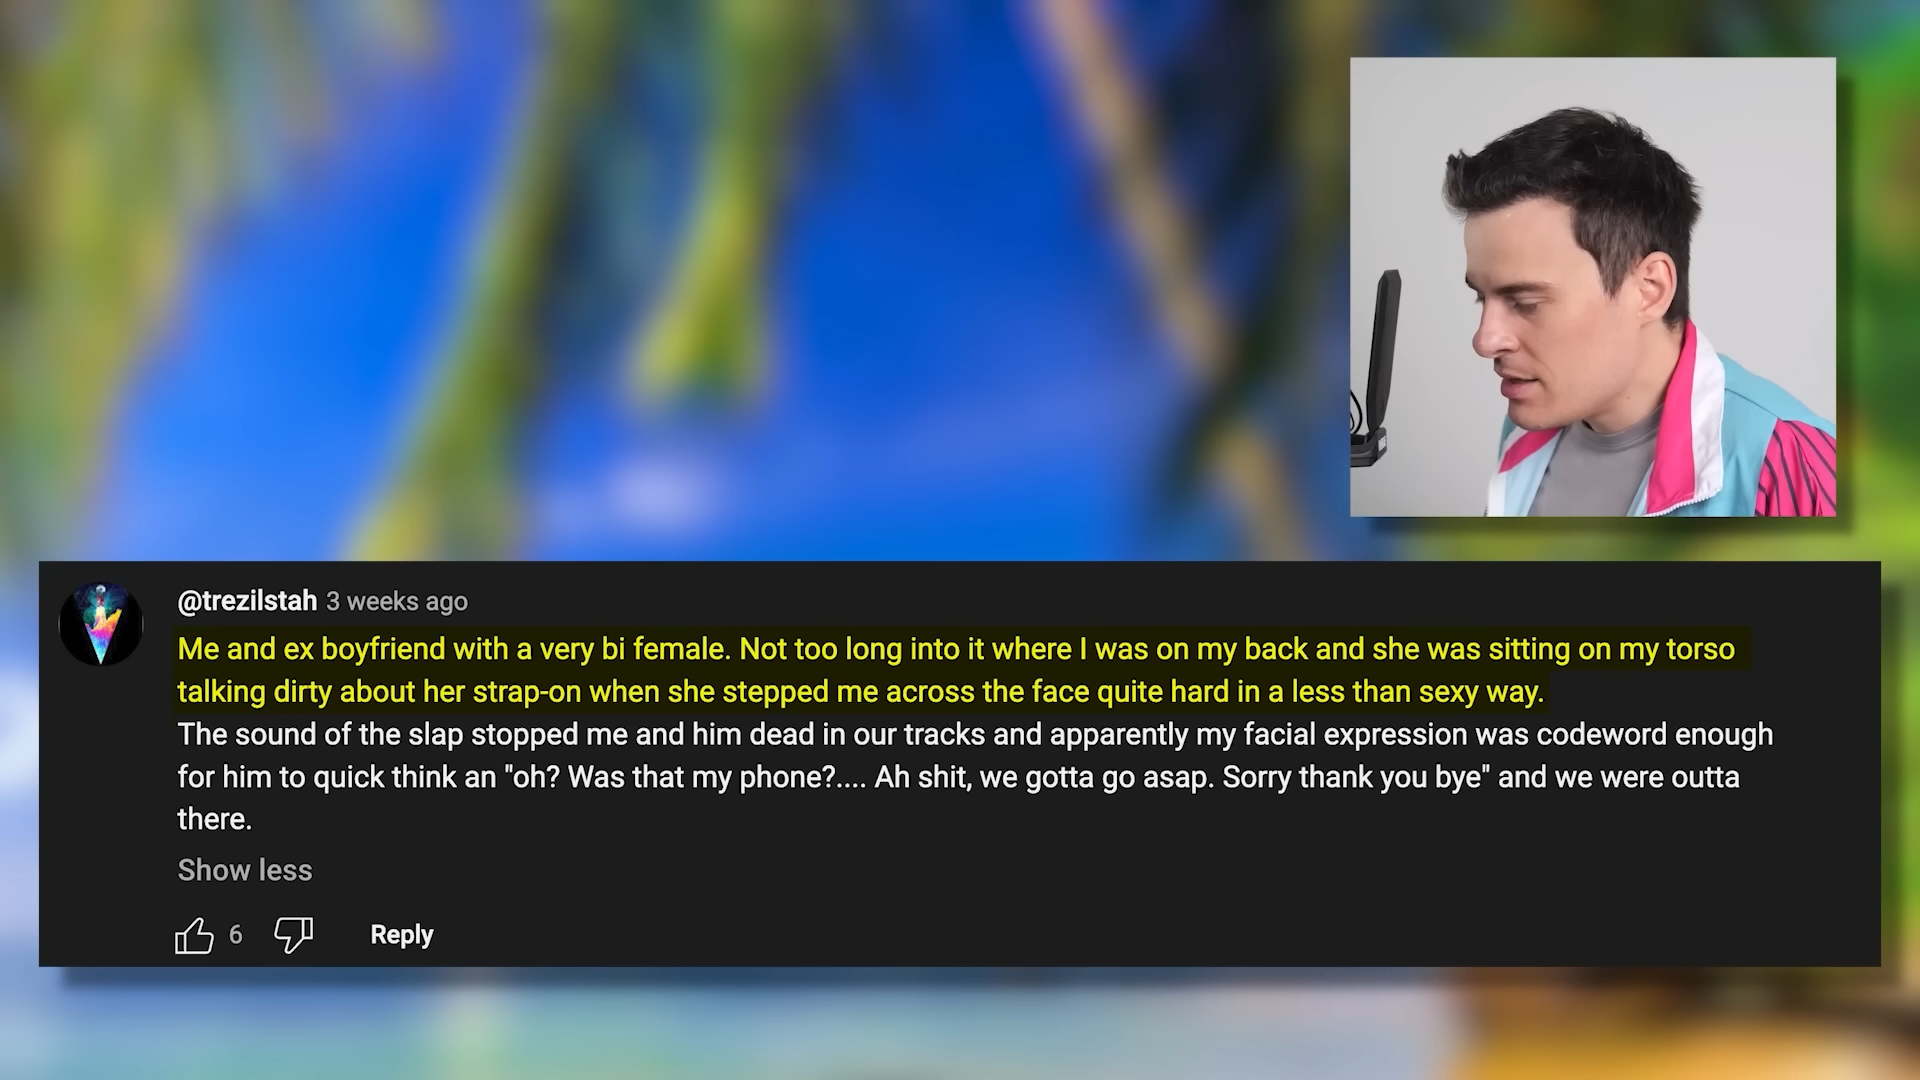 @trezilstah 3 weeks ago
Me and ex boyfriend with a very bi female. Not too long into it where I was on my back and she was sitting on my torso
talking dirty about her strap-on when she stepped me across the face quite hard in a less than sexy way.
The sound of the slap stopped me and him dead in our tracks and apparently my facial expression was codeword enough
for him to quick think an "oh? Was that my phone?.... Ah shit, we gotta go asap. Sorry thank you bye" and we were outta
there.
Show less
6 Reply